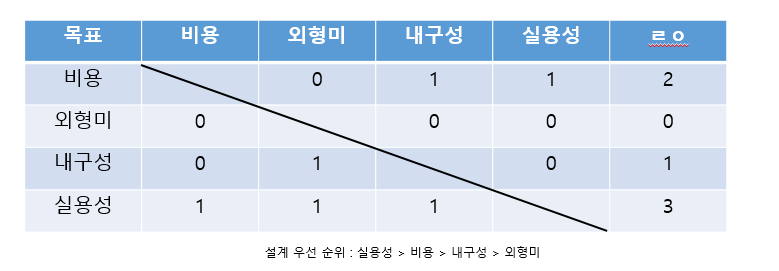 목표 비용 외형미 내구성 실용성 ㄹㅇ
비용 0 1 1 2
외형미 0 0 0 0
내구성 0 1 0 1
실용성 1 1 1 3
설계 우선 순위 : 실용성 > 비용 > 내구성 > 외형미